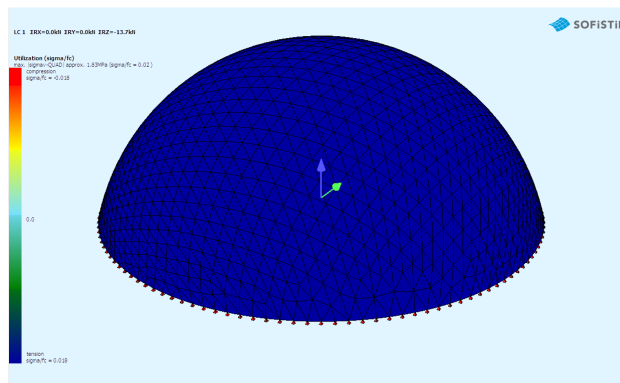 LC 1 IRX=0.0kN IRY=0.0kN IRZ=-13.7kN
SOFiSTiK
Utilization (sigma/fc)
max. |sigmav-QUAD| approx. 1.83MPa (sigma/fc = 0.02 )
compression
sigma/fc = -0.018
0.0
tension
sigma/fc = 0.018